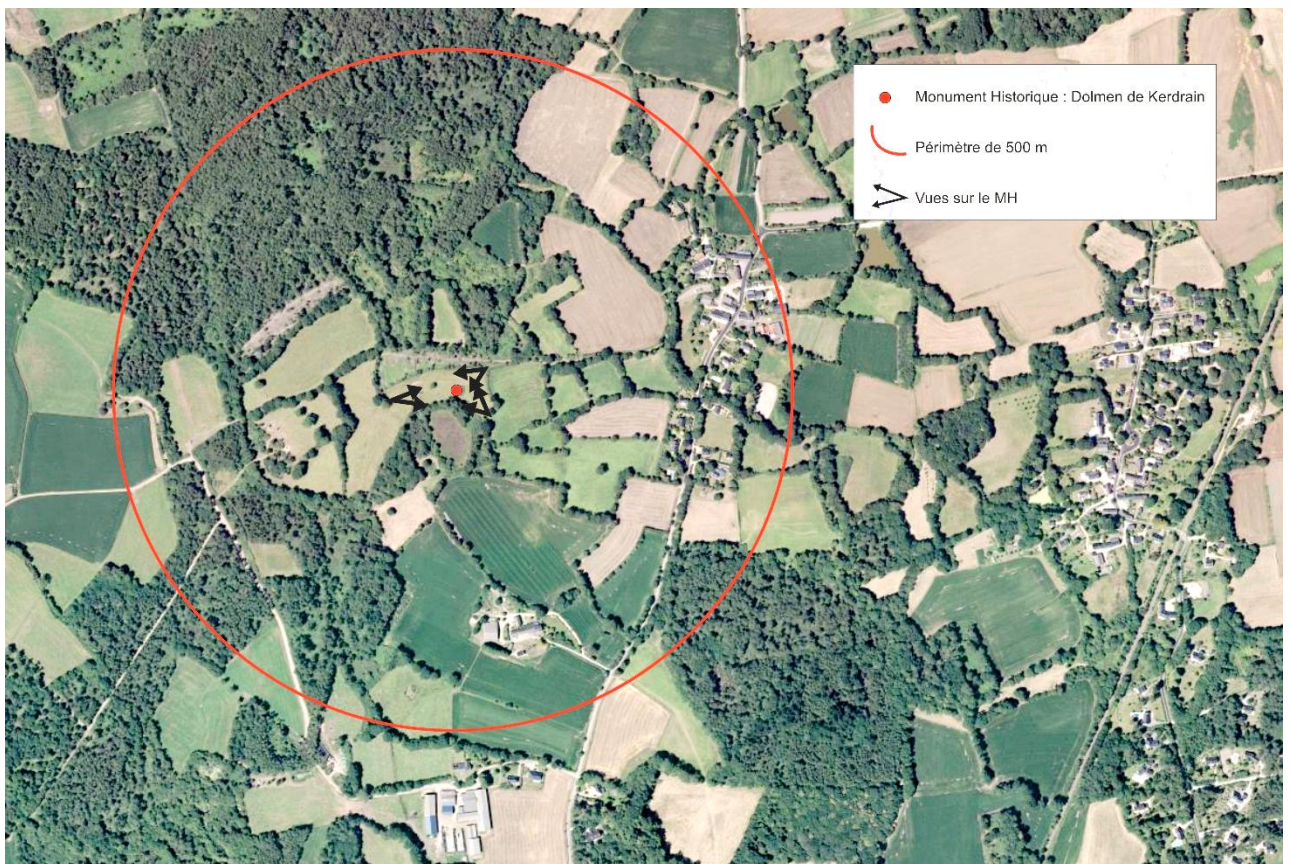 Monument Historique : Dolmen de Kerdrain
Périmètre de 500 m
Vues sur le MH